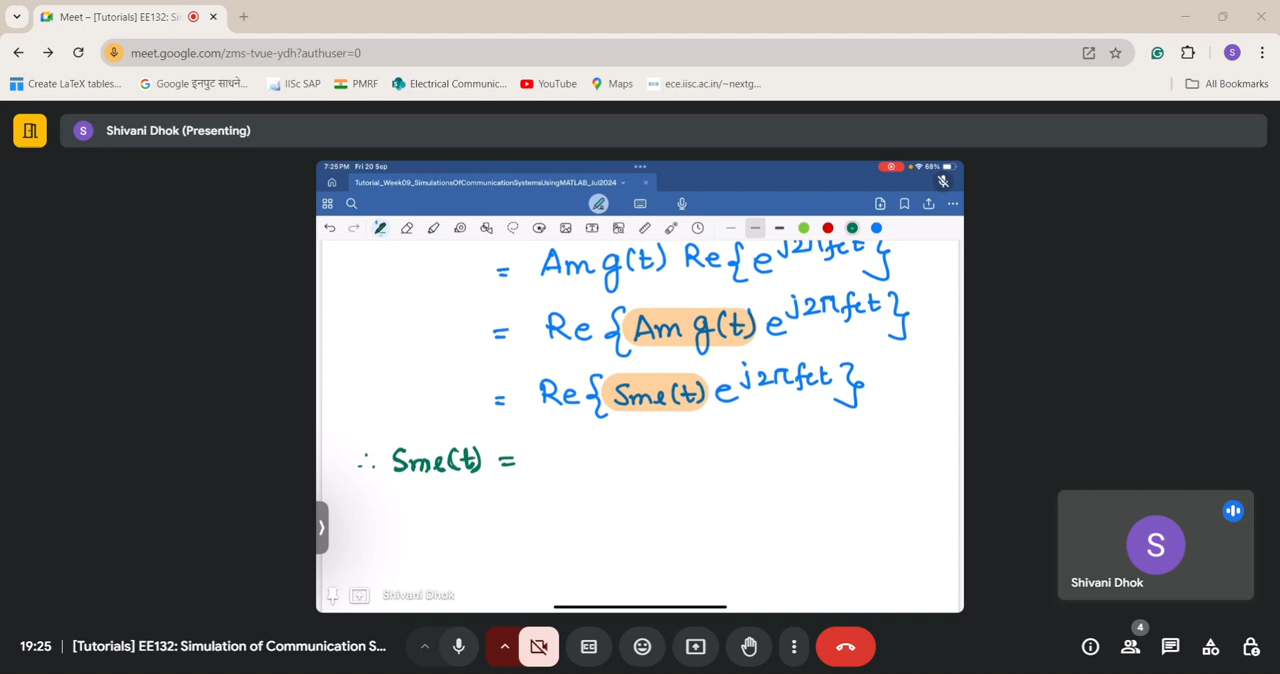 Meet – [Tutorials] EE132: Si
meet.google.com/zms-tvue-ydh?authuser=0
Create LaTeX tables... Google इनपुट साधने... IISc SAP PMRF Electrical Communic... YouTube Maps ece.iisc.ac.in/~nextg... All Bookmarks
S Shivani Dhok (Presenting)
7:25 PM Fri 20 Sep 68%
Tutorial_Week09_SimulationsOfCommunicationSystemsUsingMATLAB_Jul2024
= Am g(t) Re{e^{j2πfct}}
= Re{Am g(t) e^{j2πfct}}
= Re{Sme(t) e^{j2πfct}}
∴ Sme(t) =
Shivani Dhok
S
Shivani Dhok
4
19:25 | [Tutorials] EE132: Simulation of Communication S...